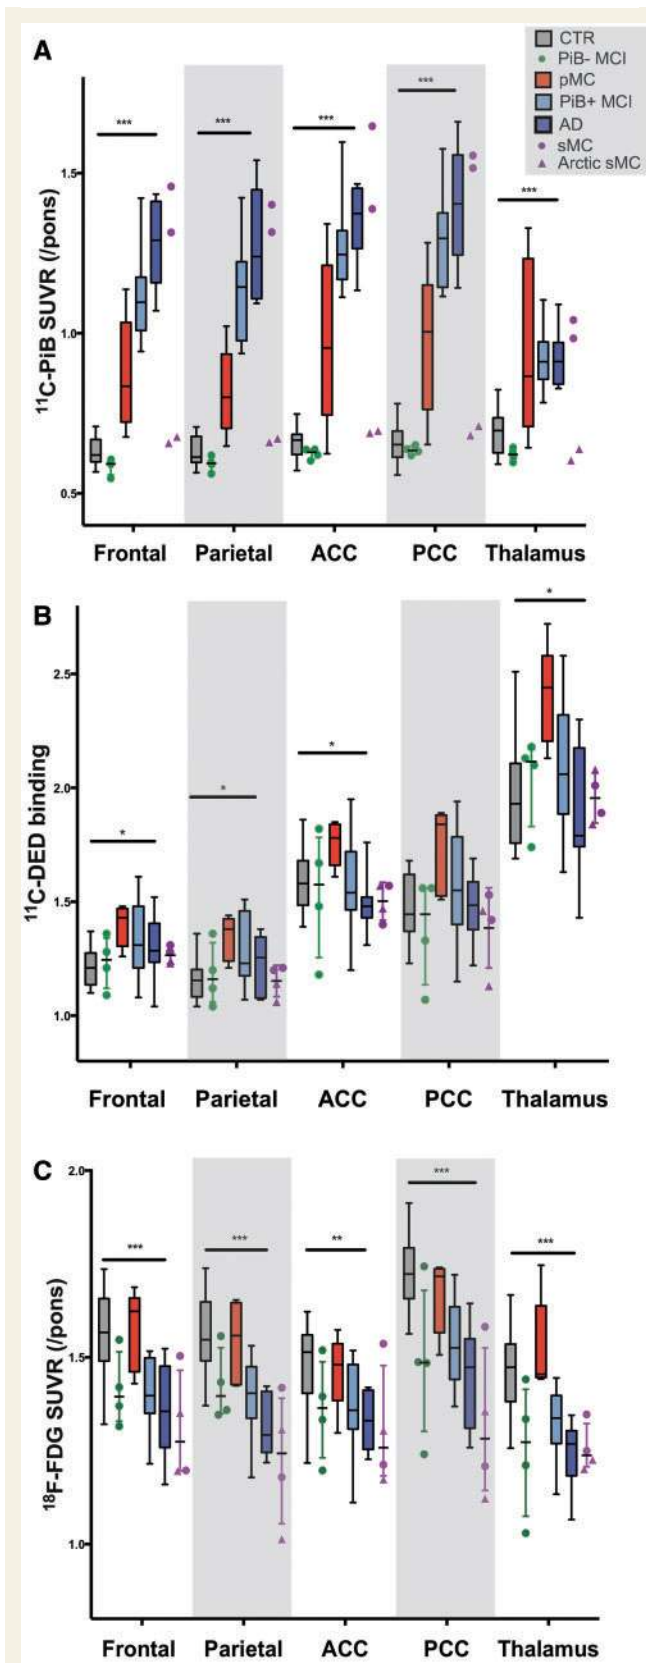 A
CTR
PiB- MCI
pMC
PiB+ MCI
AD
sMC
Arctic sMC
***
***
***
***
***
11C-PiB SUVR (/pons)
1.5
1.0
0.5
Frontal Parietal ACC PCC Thalamus
B
*
*
*
*
11C-DED binding
2.5
2.0
1.5
1.0
Frontal Parietal ACC PCC Thalamus
C
***
***
**
***
***
18F-FDG SUVR (/pons)
2.0
1.5
1.0
Frontal Parietal ACC PCC Thalamus